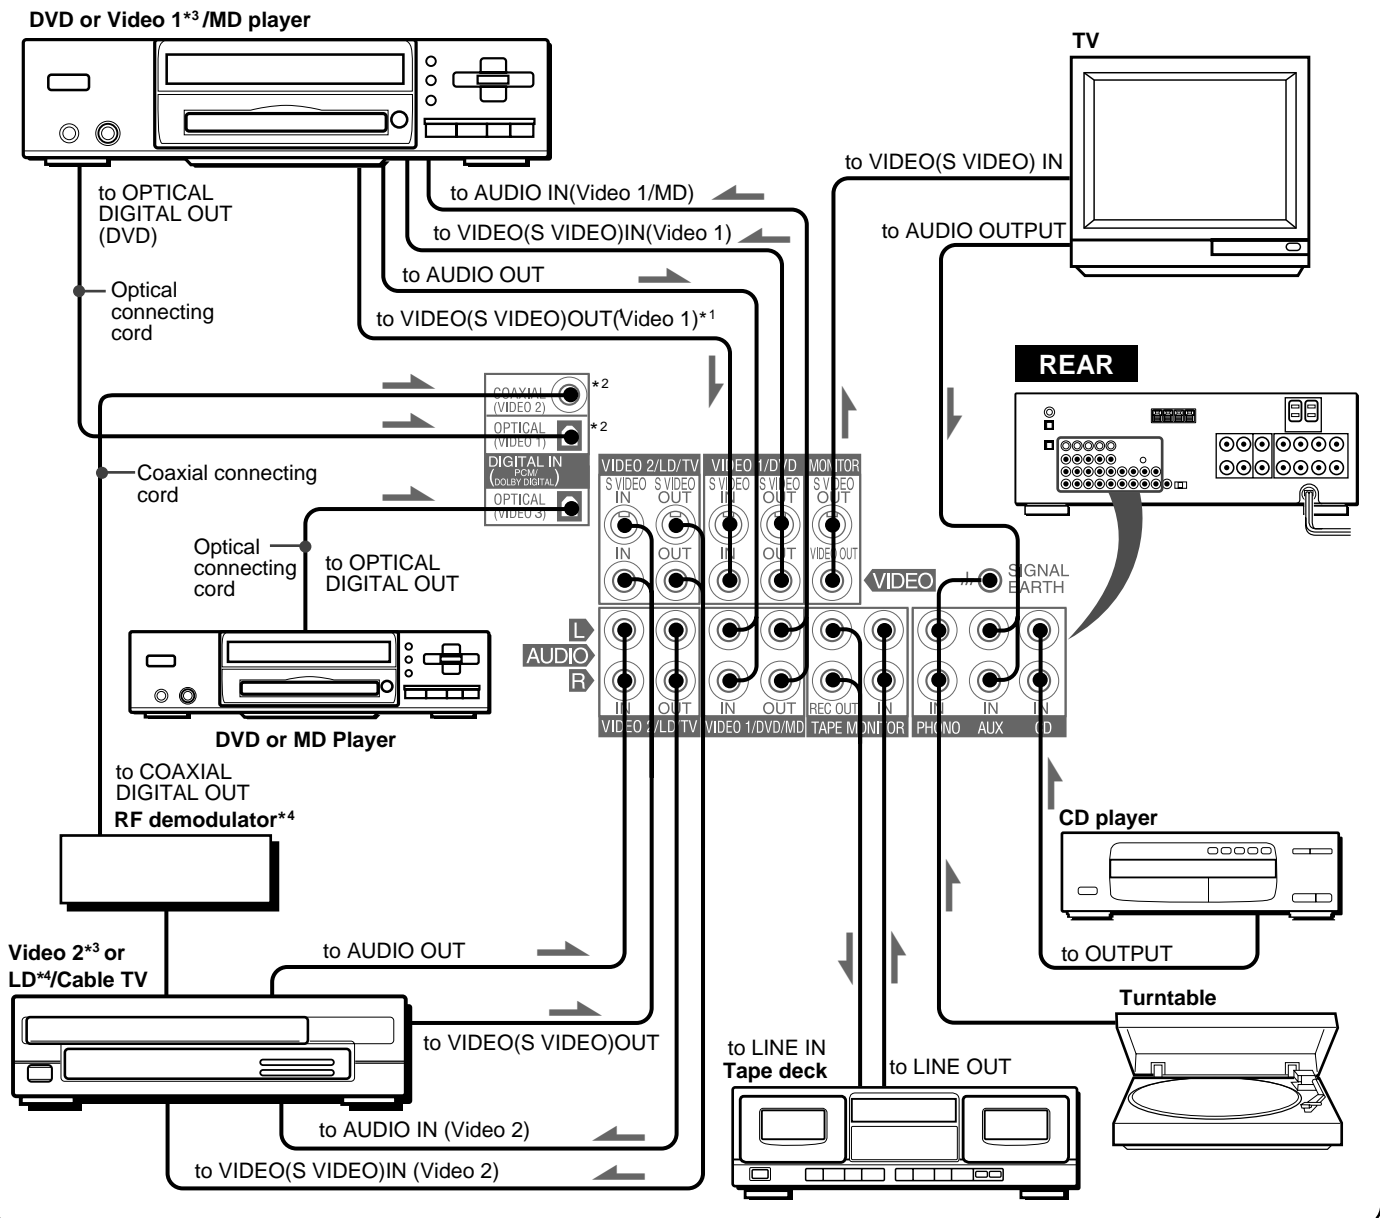 DVD or Video 1*3/MD player
TV
to VIDEO(S VIDEO) IN
to AUDIO IN(Video 1/MD)
to OPTICAL
DIGITAL OUT
(DVD)
to VIDEO(S VIDEO)IN(Video 1)
to AUDIO OUTPUT
to AUDIO OUT
Optical
connecting
cord
to VIDEO(S VIDEO)OUT(Video 1)*1
REAR
COAXIAL
(VIDEO 2)
*2
OPTICAL
(VIDEO 1)
*2
DIGITAL IN
(PCM/
DOLBY DIGITAL)
OPTICAL
(VIDEO 3)
Coaxial connecting
cord
VIDEO 2/LD/TV
VIDEO 1/DVD
MONITOR
S VIDEO
IN
S VIDEO
OUT
S VIDEO
IN
S VIDEO
OUT
S VIDEO
OUT
IN
OUT
IN
OUT
VIDEO OUT
VIDEO
SIGNAL
EARTH
Optical
connecting
cord
to OPTICAL
DIGITAL OUT
L
AUDIO
R
IN
OUT
IN
OUT
REC OUT
IN
IN
IN
IN
VIDEO 2/LD/TV
VIDEO 1/DVD/MD
TAPE MONITOR
PHONO
AUX
CD
DVD or MD Player
to COAXIAL
DIGITAL OUT
RF demodulator*4
CD player
Video 2*3 or
LD*4/Cable TV
to AUDIO OUT
to OUTPUT
Turntable
to VIDEO(S VIDEO)OUT
to LINE IN
Tape deck
to LINE OUT
to AUDIO IN (Video 2)
to VIDEO(S VIDEO)IN (Video 2)